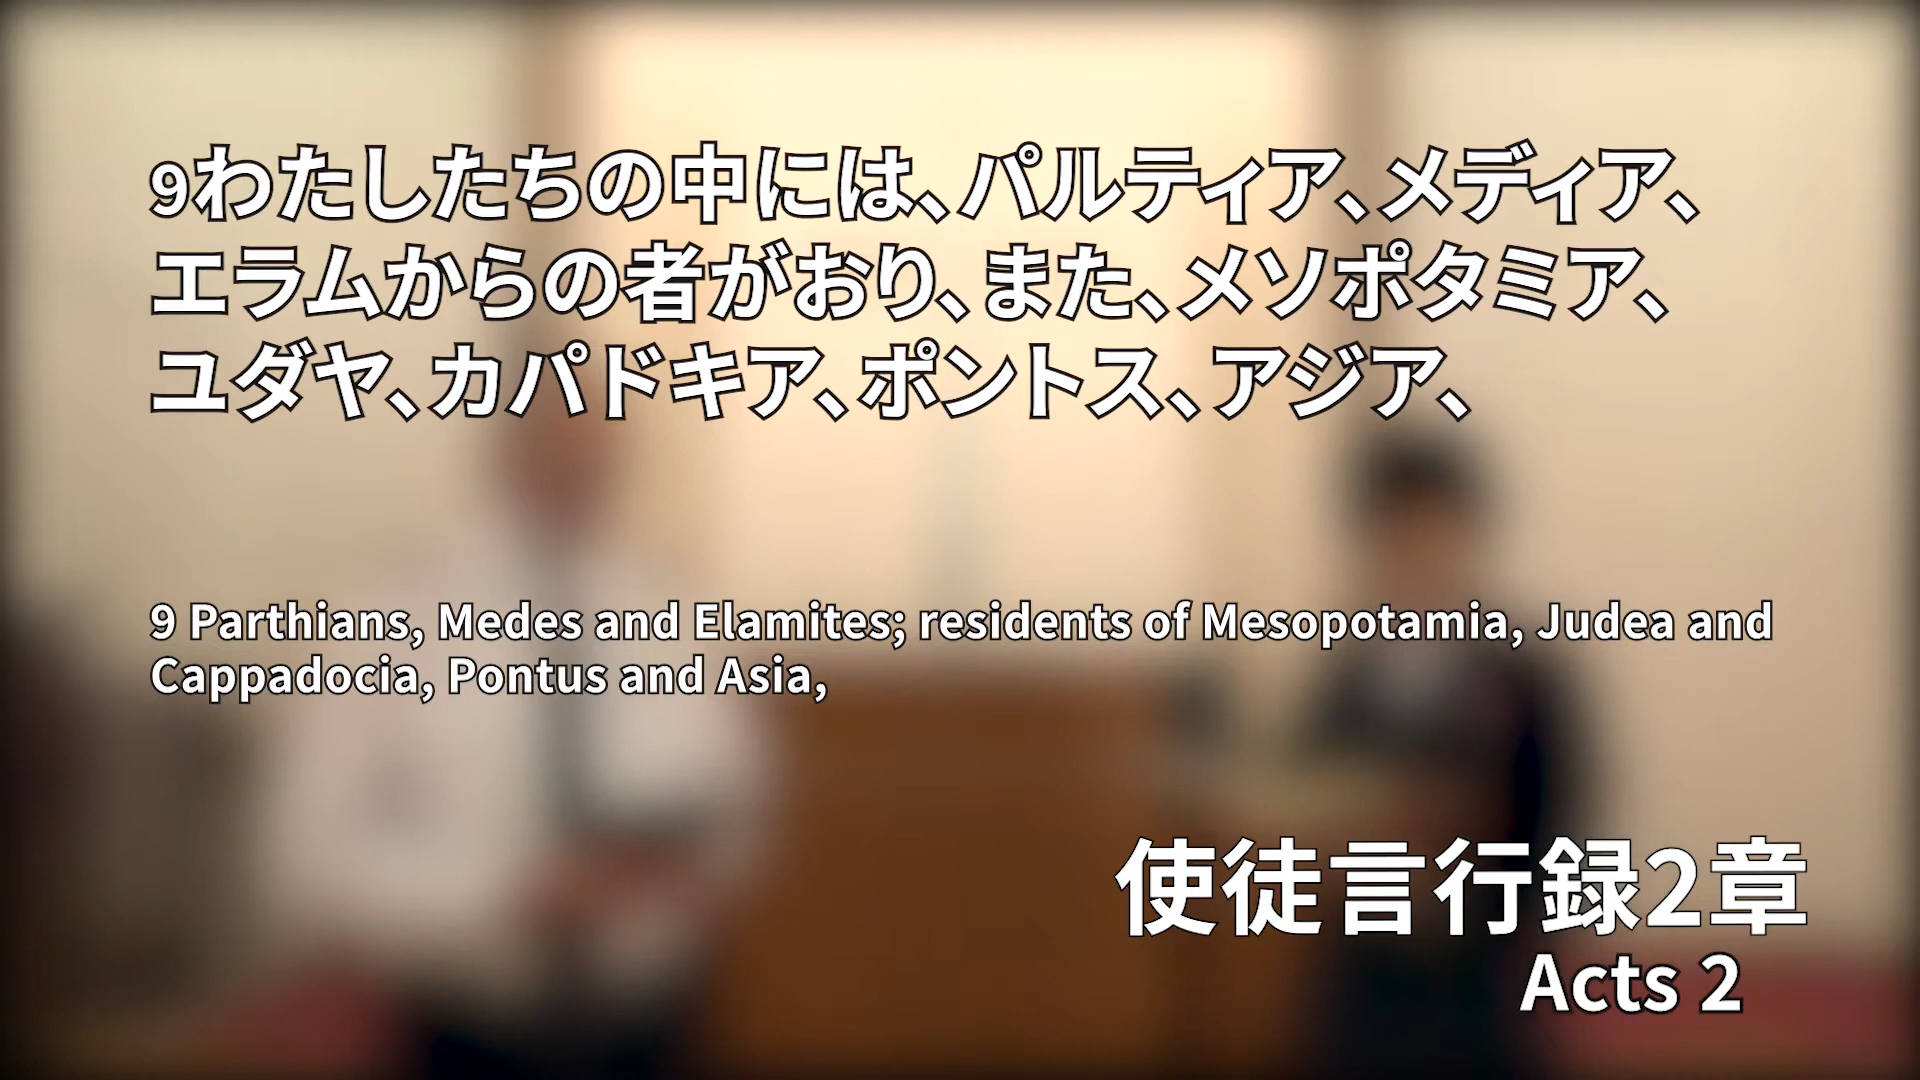 9わたしたちの中には、パルティア、メディア、
エラムからの者がおり、また、メソポタミア、
ユダヤ、カパドキア、ポントス、アジア、
9 Parthians, Medes and Elamites; residents of Mesopotamia, Judea and
Cappadocia, Pontus and Asia,
使徒言行録2章
Acts 2